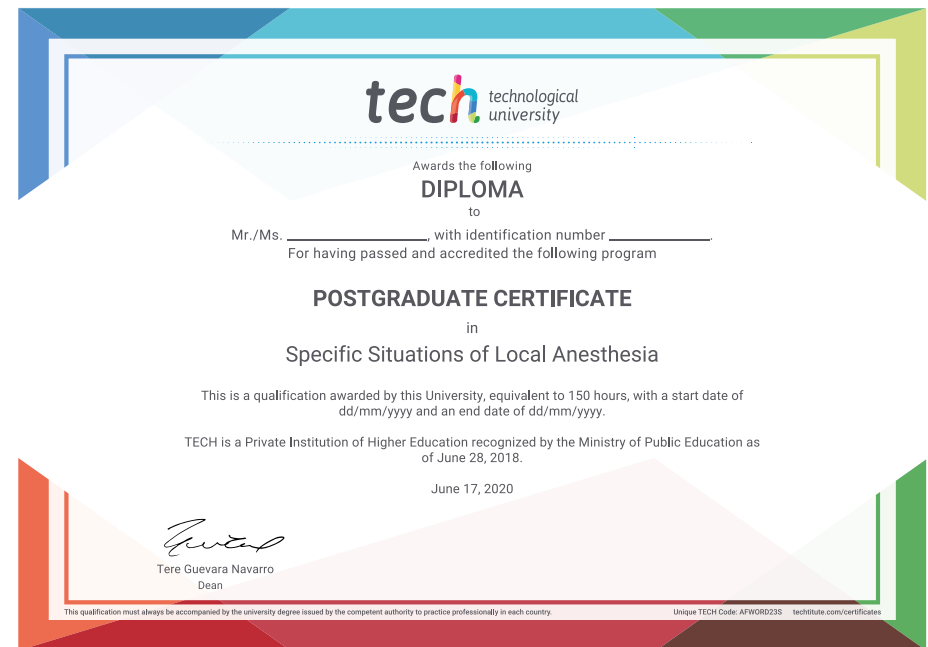 tech technological
university
Awards the following
DIPLOMA
to
Mr./Ms. ____________________, with identification number ______________.
For having passed and accredited the following program
POSTGRADUATE CERTIFICATE
in
Specific Situations of Local Anesthesia
This is a qualification awarded by this University, equivalent to 150 hours, with a start date of
dd/mm/yyyy and an end date of dd/mm/yyyy.
TECH is a Private Institution of Higher Education recognized by the Ministry of Public Education as
of June 28, 2018.
June 17, 2020
Tere Guevara Navarro
Dean
This qualification must always be accompanied by the university degree issued by the competent authority to practice professionally in each country. Unique TECH Code: AFWORD23S techtitute.com/certificates